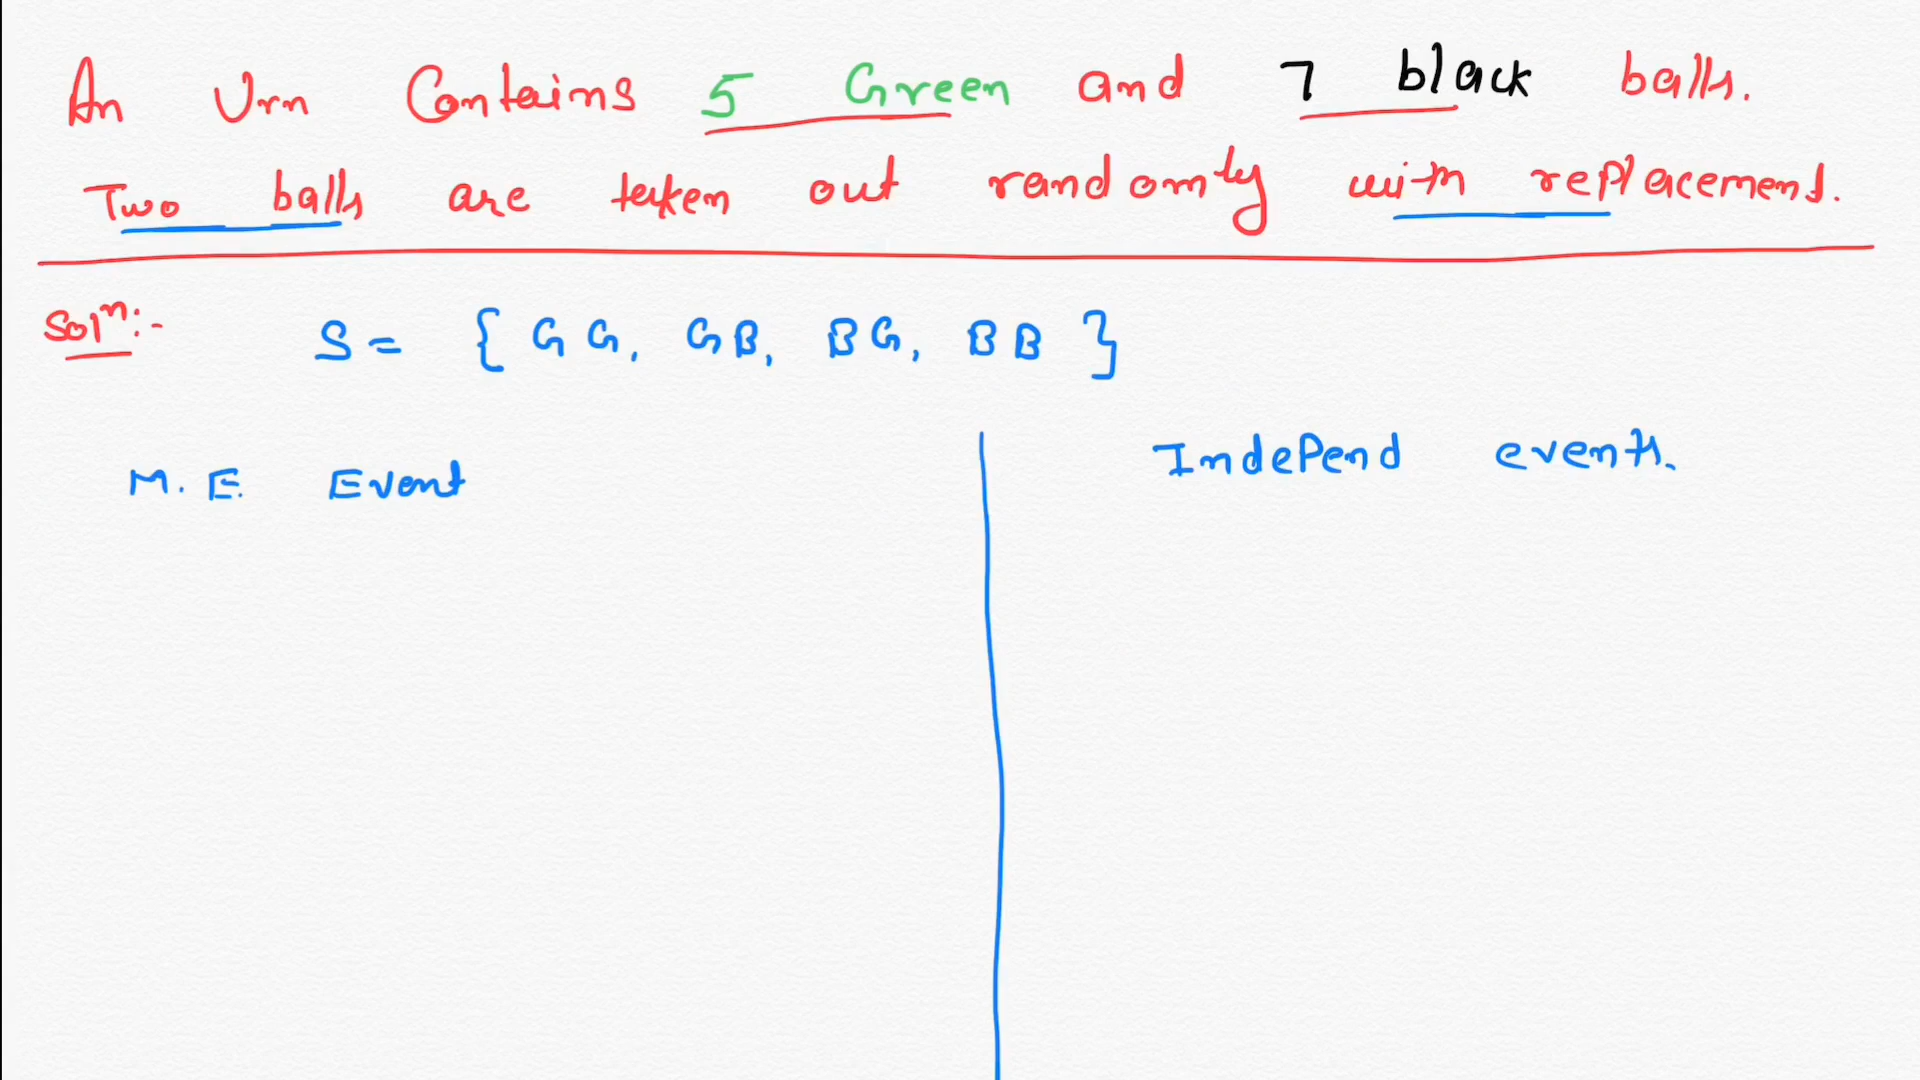 An Urn Contains 5 Green and 7 black balls.
Two balls are taken out randomly with replacement.
Solⁿ:-
S = { GG, GB, BG, BB }
M. E. Event
Independ events.